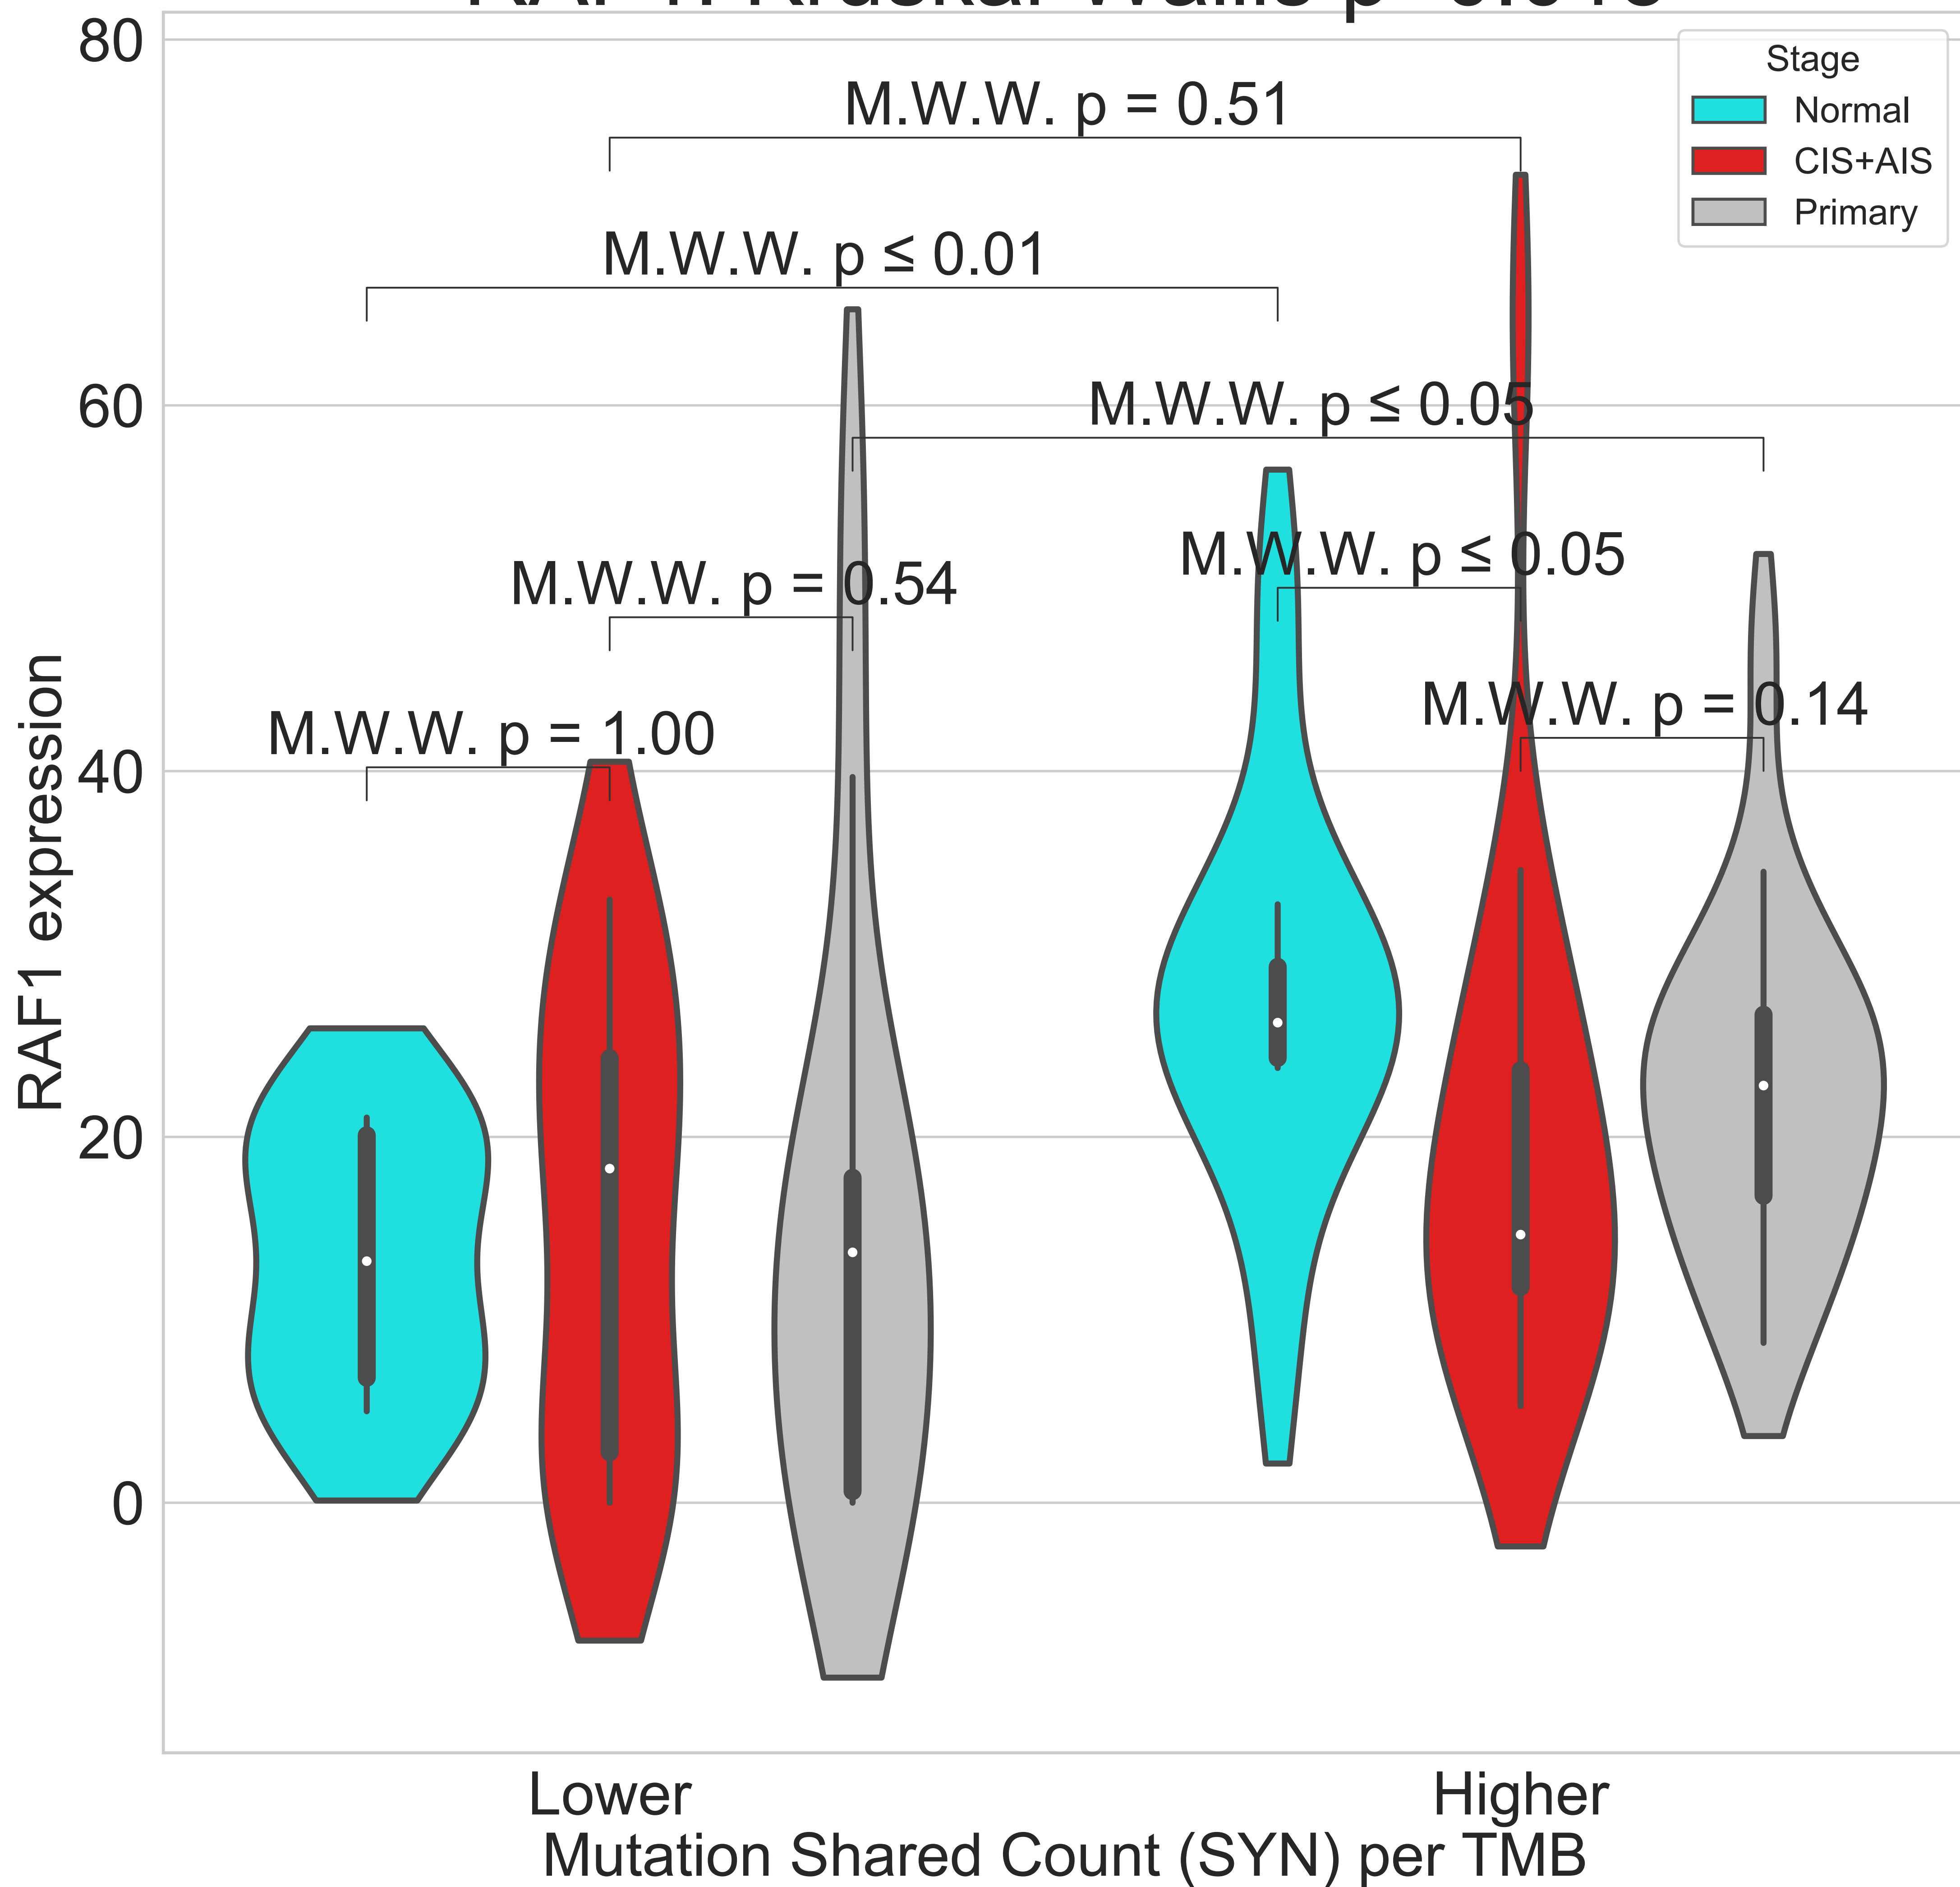 80
Stage
Normal
CIS+AIS
Primary
M.W.W. p = 0.51
M.W.W. p ≤ 0.01
60
M.W.W. p ≤ 0.05
M.W.W. p ≤ 0.05
M.W.W. p = 0.54
M.W.W. p = 0.14
M.W.W. p = 1.00
40
RAF1 expression
20
0
Lower
Higher
Mutation Shared Count (SYN) per TMB